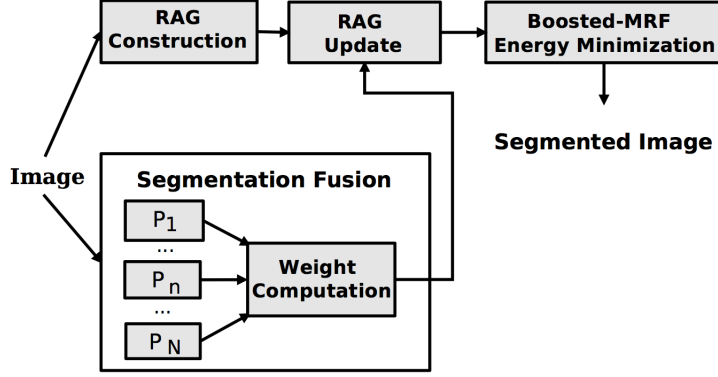 RAG
Construction
RAG
Update
Boosted-MRF
Energy Minimization
Segmented Image
Image
Segmentation Fusion
P1
...
Pn
...
PN
Weight
Computation